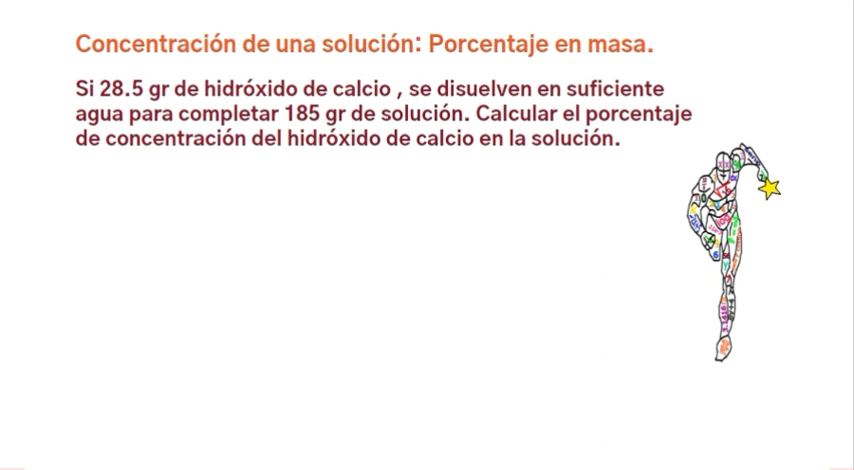 Concentración de una solución: Porcentaje en masa.
Si 28.5 gr de hidróxido de calcio , se disuelven en suficiente
agua para completar 185 gr de solución. Calcular el porcentaje
de concentración del hidróxido de calcio en la solución.